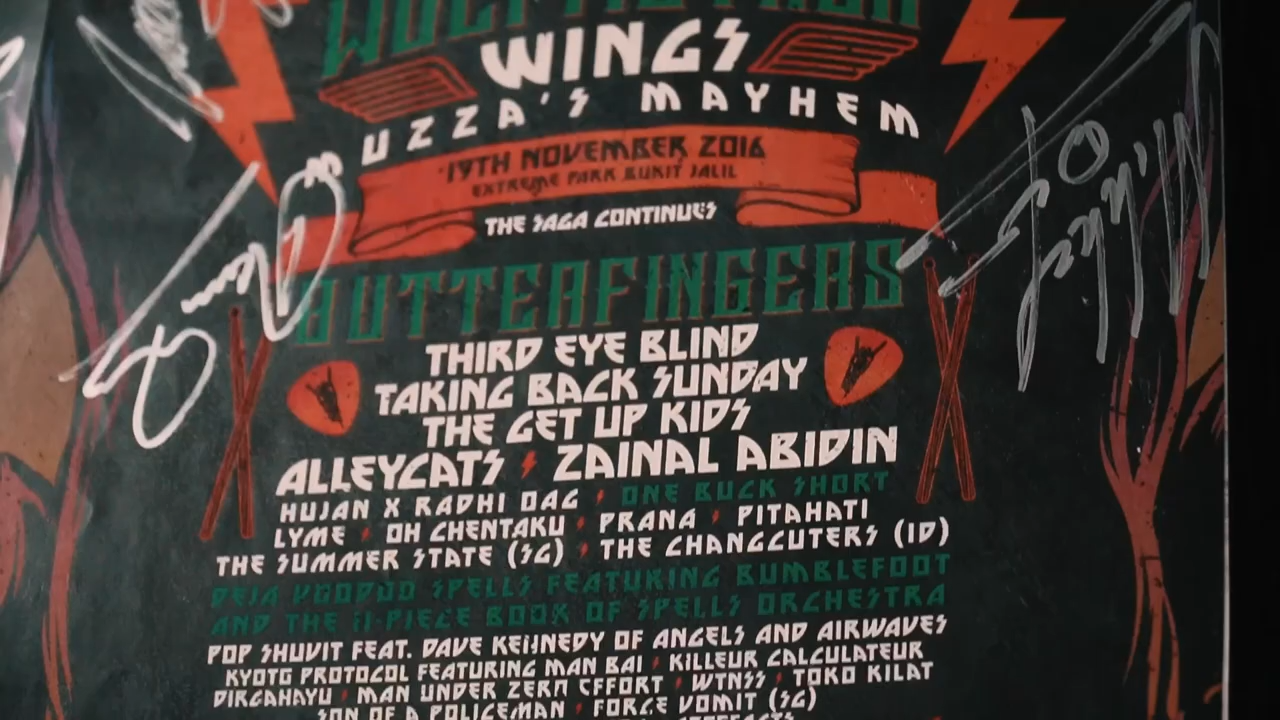 WOLFMOTHER
WINGS
UZZA'S MAYHEM
19TH NOVEMBER 2016
EXTREME PARK BUKIT JALIL
THE SAGA CONTINUES
BUTTERFINGERS
THIRD EYE BLIND
TAKING BACK SUNDAY
THE GET UP KIDS
ALLEYCATS ZAINAL ABIDIN
HUJAN X RADHI OAG ONE BUCK SHORT
LYME OH CHENTAKU PRANA PITAHATI
THE SUMMER STATE (SG) THE CHANGCUTERS (ID)
DEJA VOODOO SPELLS FEATURING BUMBLEFOOT
AND THE 11-PIECE BOOK OF SPELLS ORCHESTRA
POP SHUVIT FEAT. DAVE KENNEDY OF ANGELS AND AIRWAVES
KYOTO PROTOCOL FEATURING MAN BAI KILLEUR CALCULATEUR
DIRGAHAYU MAN UNDER ZERO EFFORT WTNSS TOKO KILAT
SON OF A POLICEMAN FORCE VOMIT (SG)